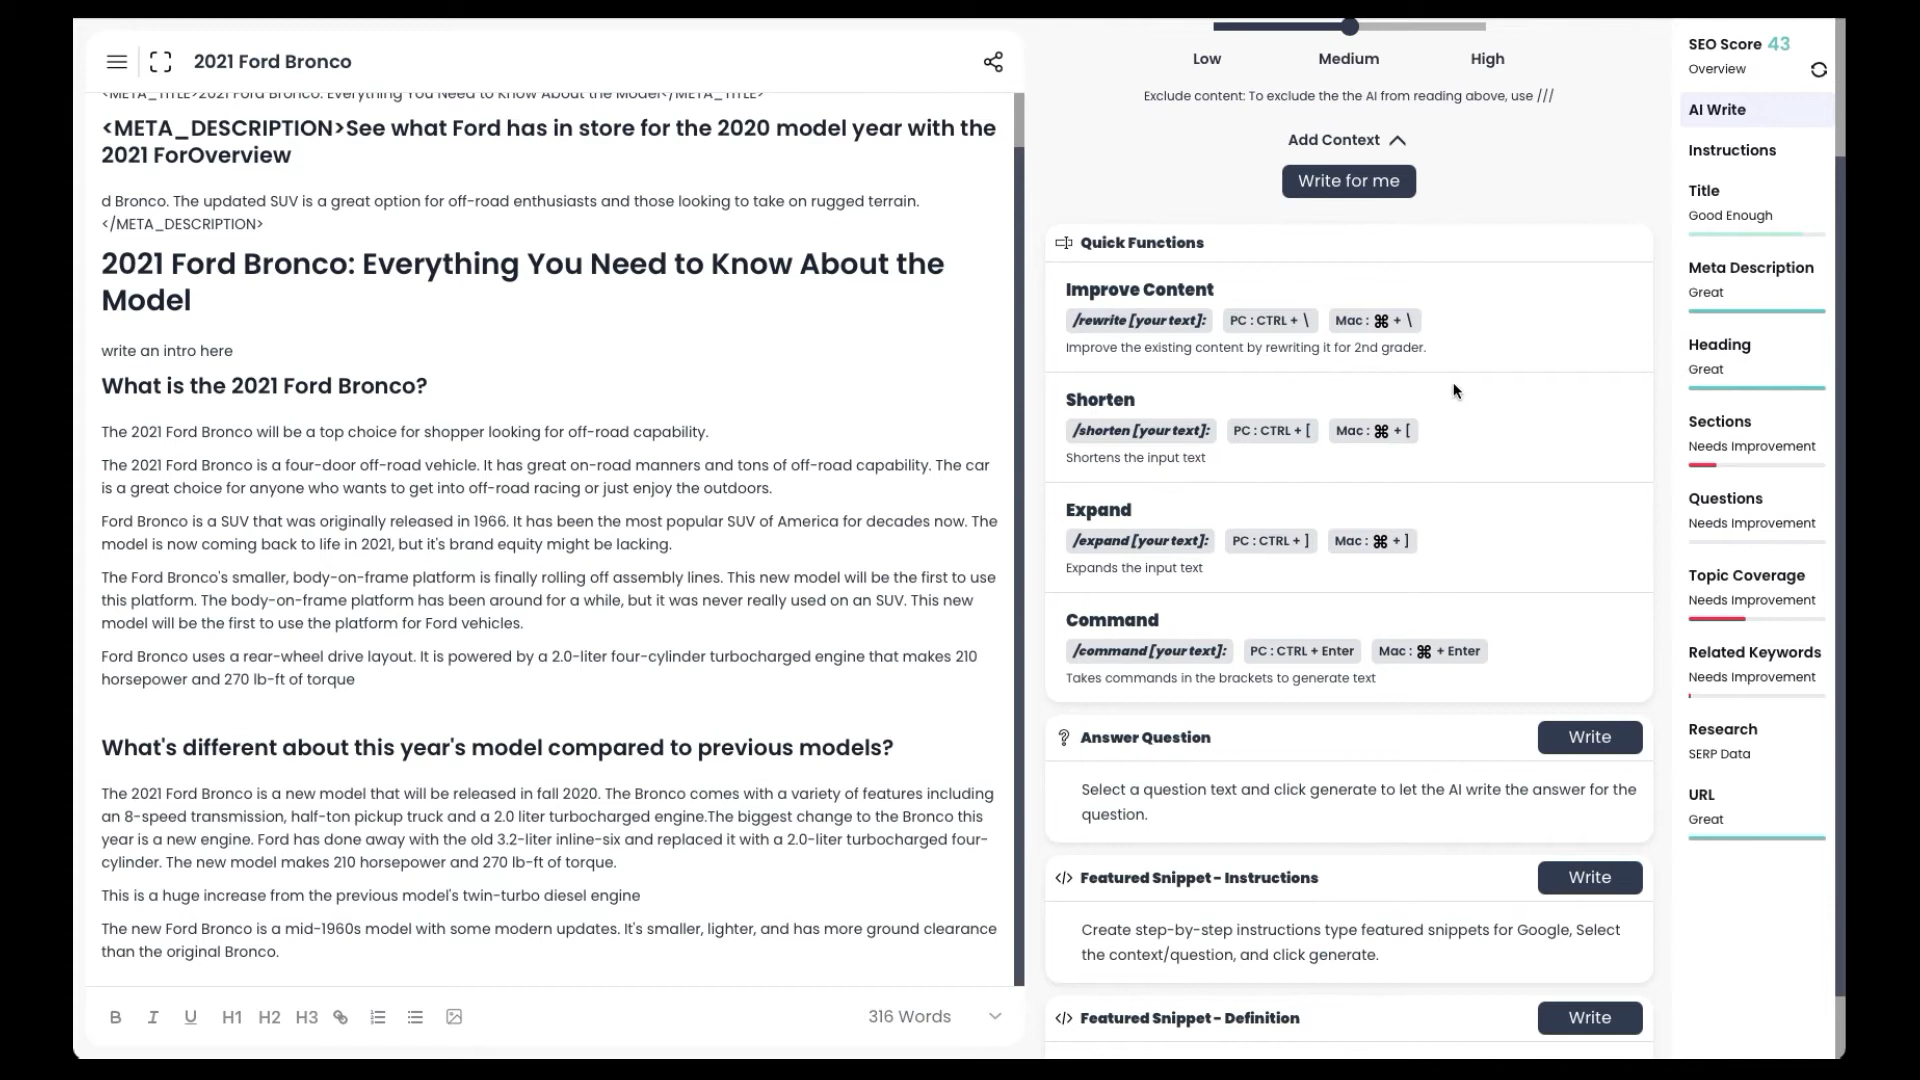 2021 Ford Bronco
<META_TITLE>2021 Ford Bronco: Everything You Need to Know About the Model</META_TITLE>
<META_DESCRIPTION>See what Ford has in store for the 2020 model year with the
2021 ForOverview
d Bronco. The updated SUV is a great option for off-road enthusiasts and those looking to take on rugged terrain.
</META_DESCRIPTION>
2021 Ford Bronco: Everything You Need to Know About the
Model
write an intro here
What is the 2021 Ford Bronco?
The 2021 Ford Bronco will be a top choice for shopper looking for off-road capability.
The 2021 Ford Bronco is a four-door off-road vehicle. It has great on-road manners and tons of off-road capability. The car
is a great choice for anyone who wants to get into off-road racing or just enjoy the outdoors.
Ford Bronco is a SUV that was originally released in 1966. It has been the most popular SUV of America for decades now. The
model is now coming back to life in 2021, but it's brand equity might be lacking.
The Ford Bronco's smaller, body-on-frame platform is finally rolling off assembly lines. This new model will be the first to use
this platform. The body-on-frame platform has been around for a while, but it was never really used on an SUV. This new
model will be the first to use the platform for Ford vehicles.
Ford Bronco uses a rear-wheel drive layout. It is powered by a 2.0-liter four-cylinder turbocharged engine that makes 210
horsepower and 270 lb-ft of torque
What's different about this year's model compared to previous models?
The 2021 Ford Bronco is a new model that will be released in fall 2020. The Bronco comes with a variety of features including
an 8-speed transmission, half-ton pickup truck and a 2.0 liter turbocharged engine.The biggest change to the Bronco this
year is a new engine. Ford has done away with the old 3.2-liter inline-six and replaced it with a 2.0-liter turbocharged four-
cylinder. The new model makes 210 horsepower and 270 lb-ft of torque.
This is a huge increase from the previous model's twin-turbo diesel engine
The new Ford Bronco is a mid-1960s model with some modern updates. It's smaller, lighter, and has more ground clearance
than the original Bronco.
B I U H1 H2 H3
316 Words
Low Medium High
Exclude content: To exclude the the AI from reading above, use ///
Add Context
Write for me
Quick Functions
Improve Content
/rewrite [your text]: PC : CTRL + \ Mac : ⌘ + \
Improve the existing content by rewriting it for 2nd grader.
Shorten
/shorten [your text]: PC : CTRL + [ Mac : ⌘ + [
Shortens the input text
Expand
/expand [your text]: PC : CTRL + ] Mac : ⌘ + ]
Expands the input text
Command
/command [your text]: PC : CTRL + Enter Mac : ⌘ + Enter
Takes commands in the brackets to generate text
Answer Question Write
Select a question text and click generate to let the AI write the answer for the
question.
Featured Snippet - Instructions Write
Create step-by-step instructions type featured snippets for Google, Select
the context/question, and click generate.
Featured Snippet - Definition Write
SEO Score 43
Overview
AI Write
Instructions
Title
Good Enough
Meta Description
Great
Heading
Great
Sections
Needs Improvement
Questions
Needs Improvement
Topic Coverage
Needs Improvement
Related Keywords
Needs Improvement
Research
SERP Data
URL
Great